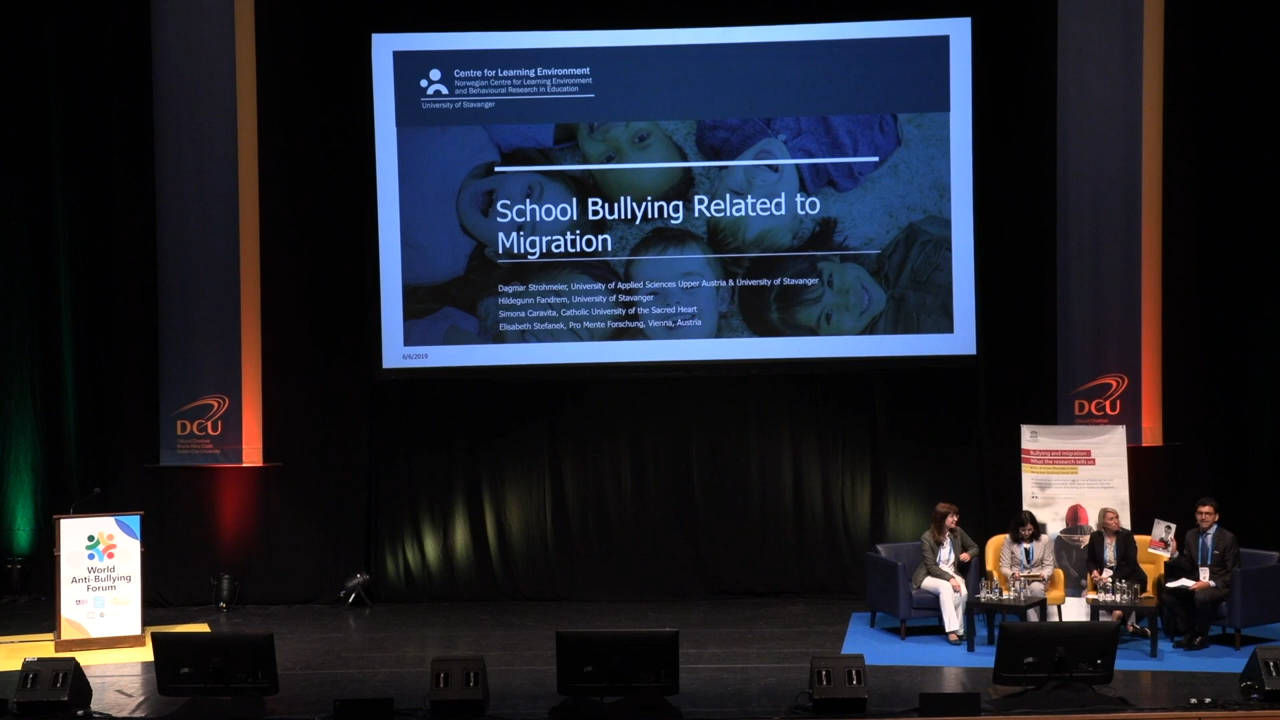 Centre for Learning Environment
Norwegian Centre for Learning Environment
and Behavioural Research in Education
University of Stavanger
School Bullying Related to
Migration
Dagmar Strohmeier, University of Applied Sciences Upper Austria & University of Stavanger
Hildegunn Fandrem, University of Stavanger
Simona Caravita, Catholic University of the Sacred Heart
Elisabeth Stefanek, Pro Mente Forschung, Vienna, Austria
6/6/2019
DCU
Dublin City University
DCU
Bullying and migration:
What the research tells us
World
Anti-Bullying
Forum